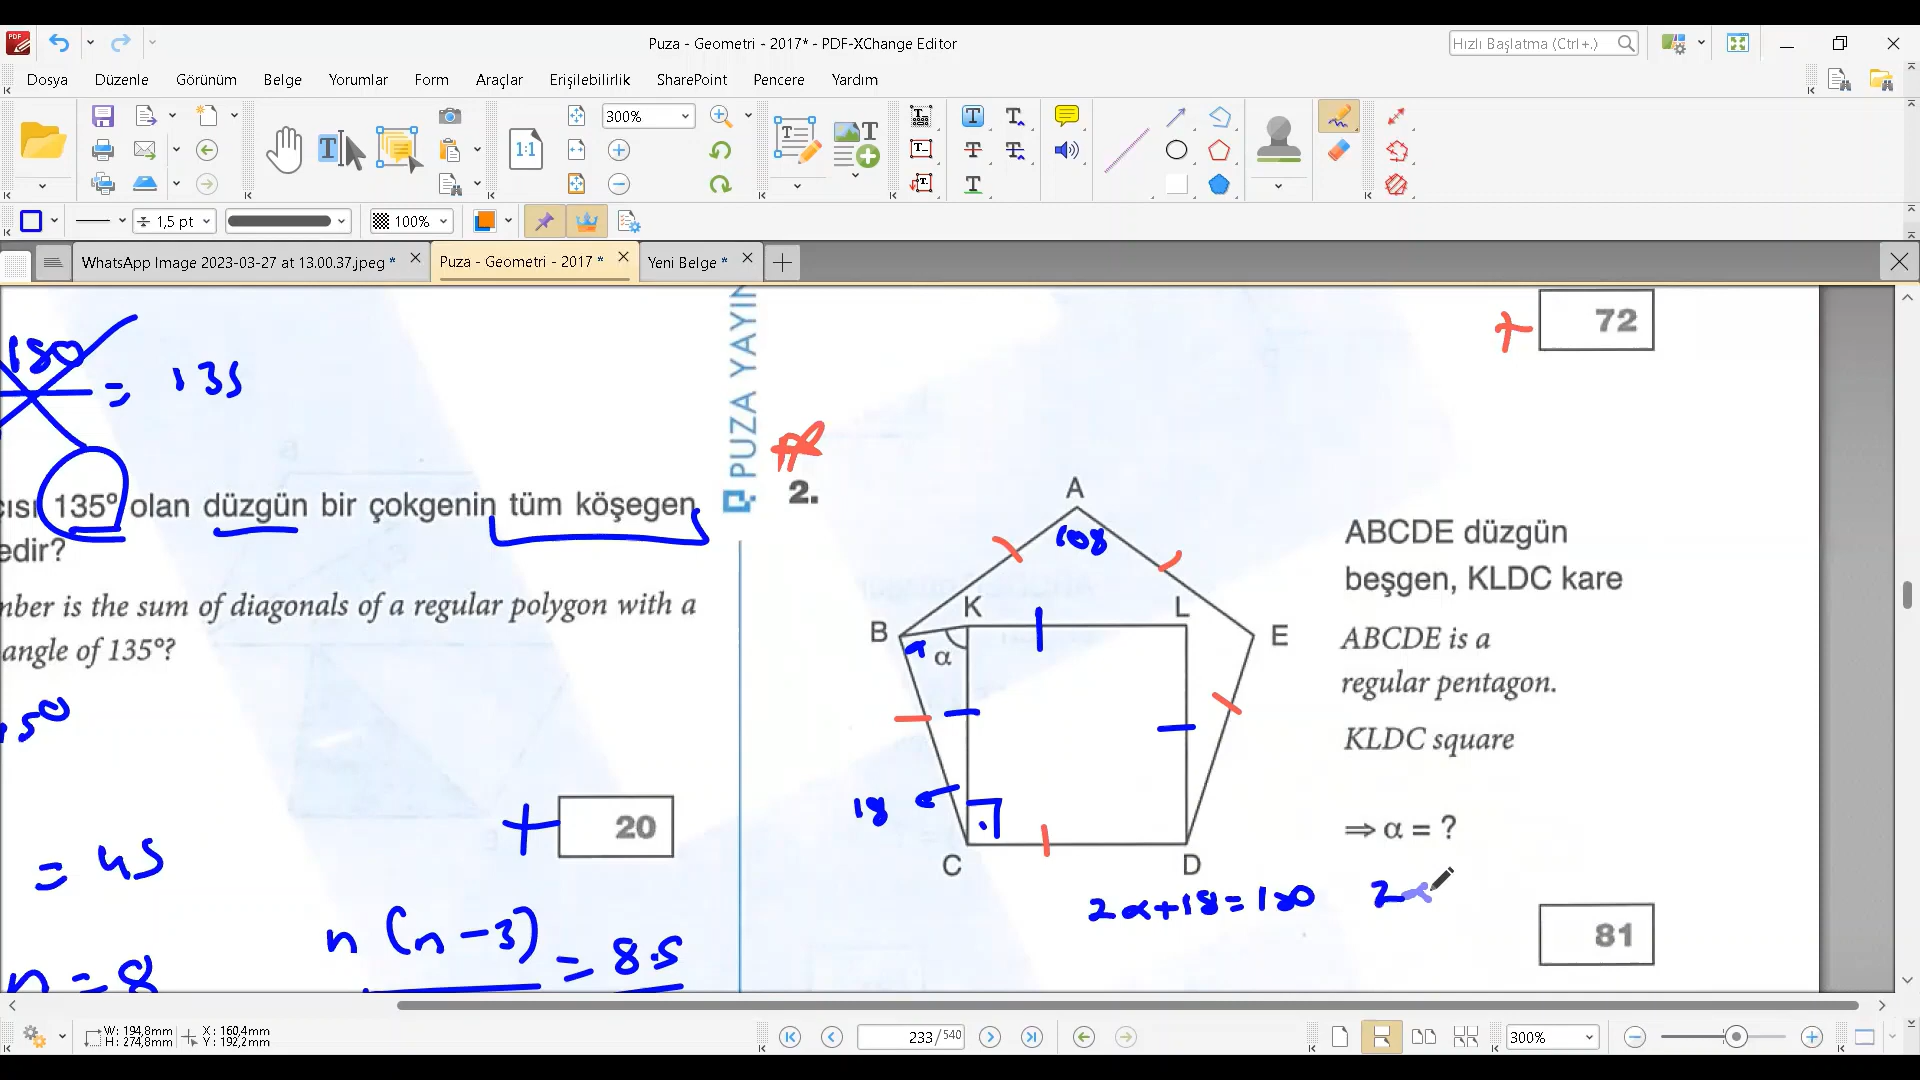 Puza - Geometri - 2017* - PDF-XChange Editor
Hızlı Başlatma (Ctrl+.)
Dosya Düzenle Görünüm Belge Yorumlar Form Araçlar Erişilebilirlik SharePoint Pencere Yardım
300%
1:1
1,5 pt
100%
WhatsApp Image 2023-03-27 at 13.00.37.jpeg *
Puza - Geometri - 2017 *
Yeni Belge *
180
= 135
135° olan düzgün bir çokgenin tüm köşegen
edir?
mber is the sum of diagonals of a regular polygon with a
angle of 135°?
+ 20
= 45
n (n-3) = 8.5
n = 8
PUZA YAYIN
+ 72
2.
A
108
K L
B α α E
18
C D
ABCDE düzgün
beşgen, KLDC kare
ABCDE is a
regular pentagon.
KLDC square
⇒ α = ?
2α+18=180 2α
81
W: 194,8mm
H: 274,8mm
X: 160,4mm
Y: 192,2mm
233 / 540
300%